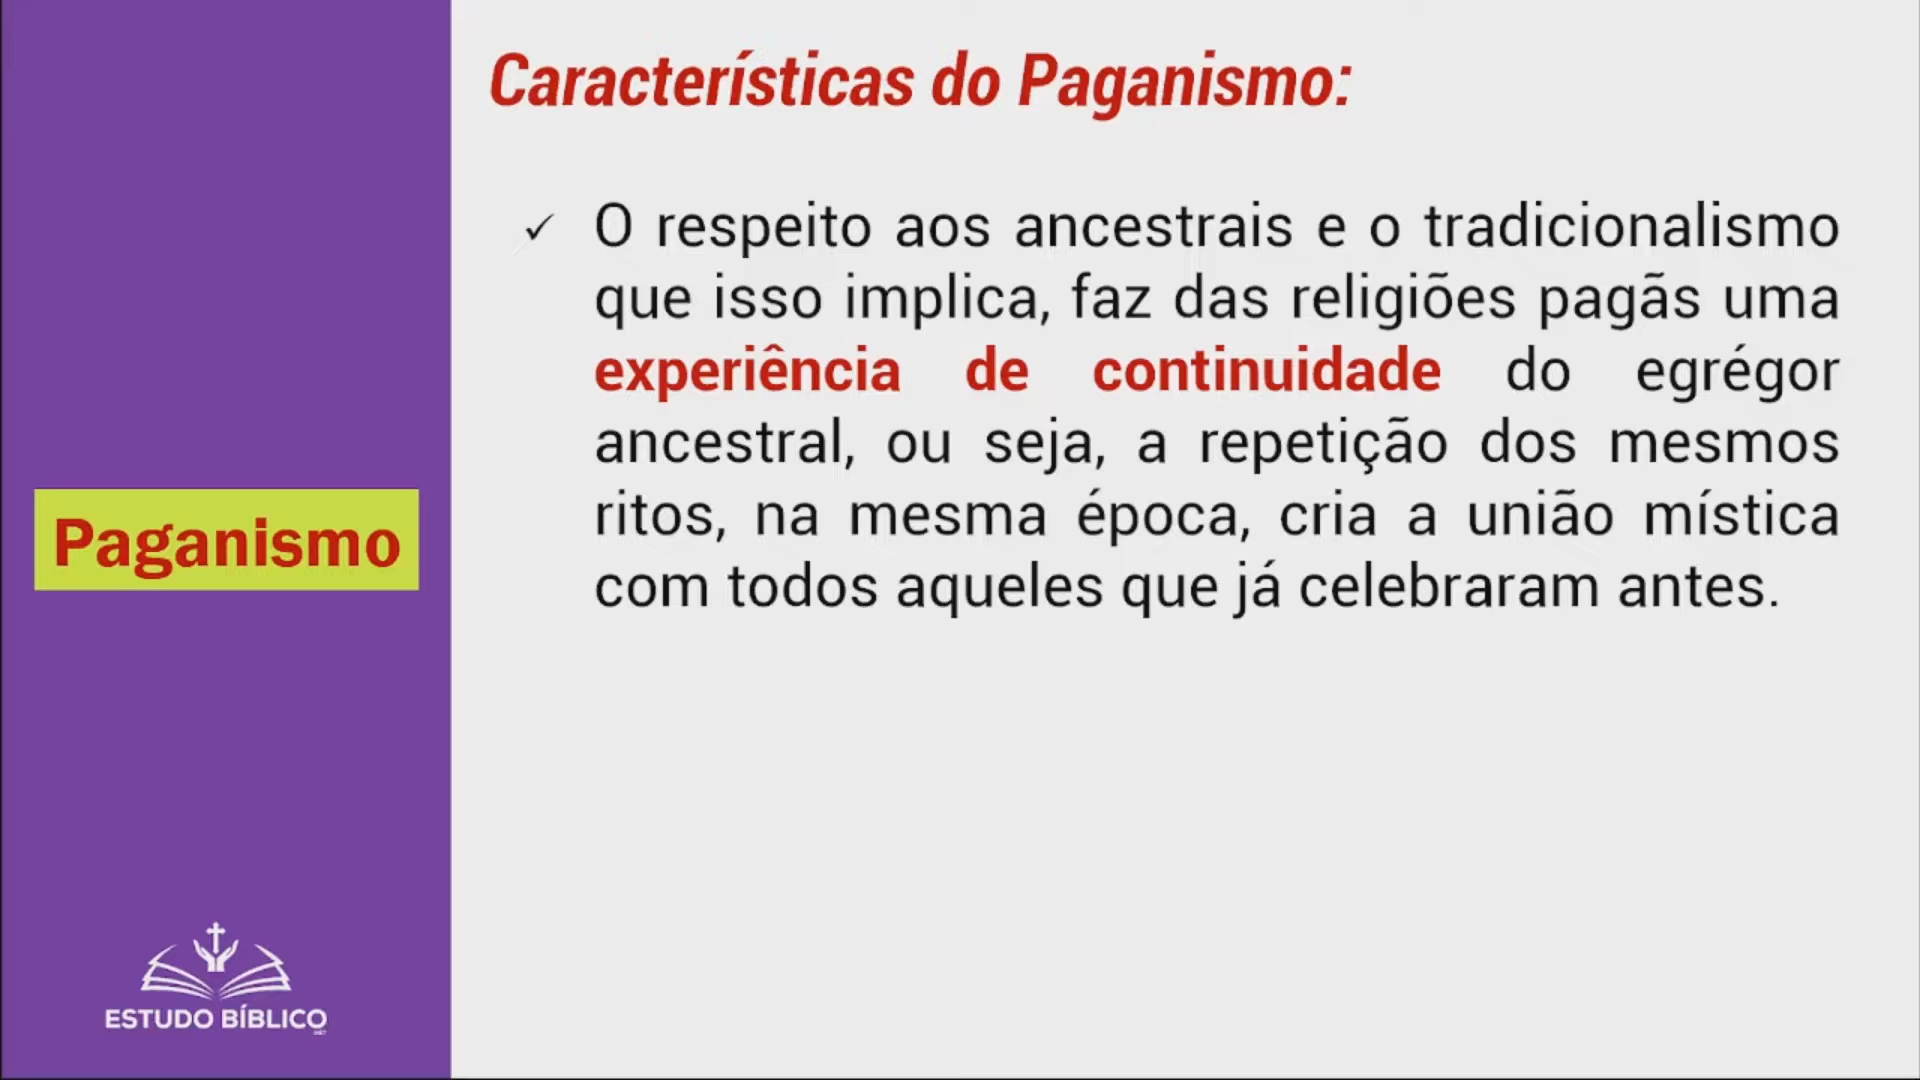 Características do Paganismo:
✓ O respeito aos ancestrais e o tradicionalismo
que isso implica, faz das religiões pagãs uma
experiência de continuidade do egrégor
ancestral, ou seja, a repetição dos mesmos
ritos, na mesma época, cria a união mística
com todos aqueles que já celebraram antes.
Paganismo
ESTUDO BÍBLICO